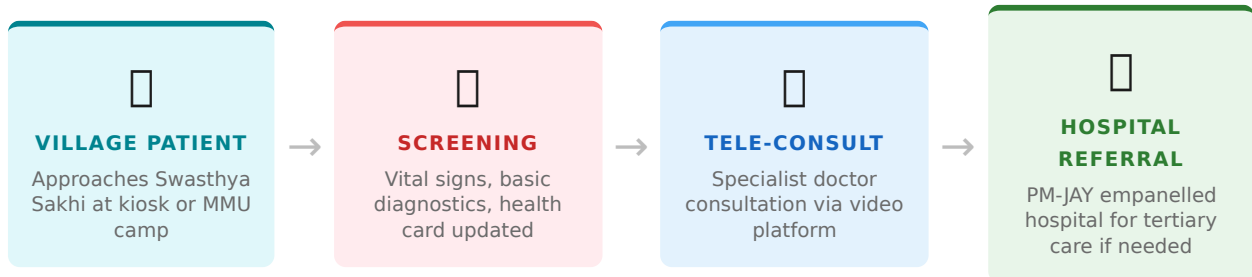 VILLAGE PATIENT
Approaches Swasthya
Sakhi at kiosk or MMU
camp
→
SCREENING
Vital signs, basic
diagnostics, health
card updated
→
TELE-CONSULT
Specialist doctor
consultation via video
platform
→
HOSPITAL
REFERRAL
PM-JAY empanelled
hospital for tertiary
care if needed